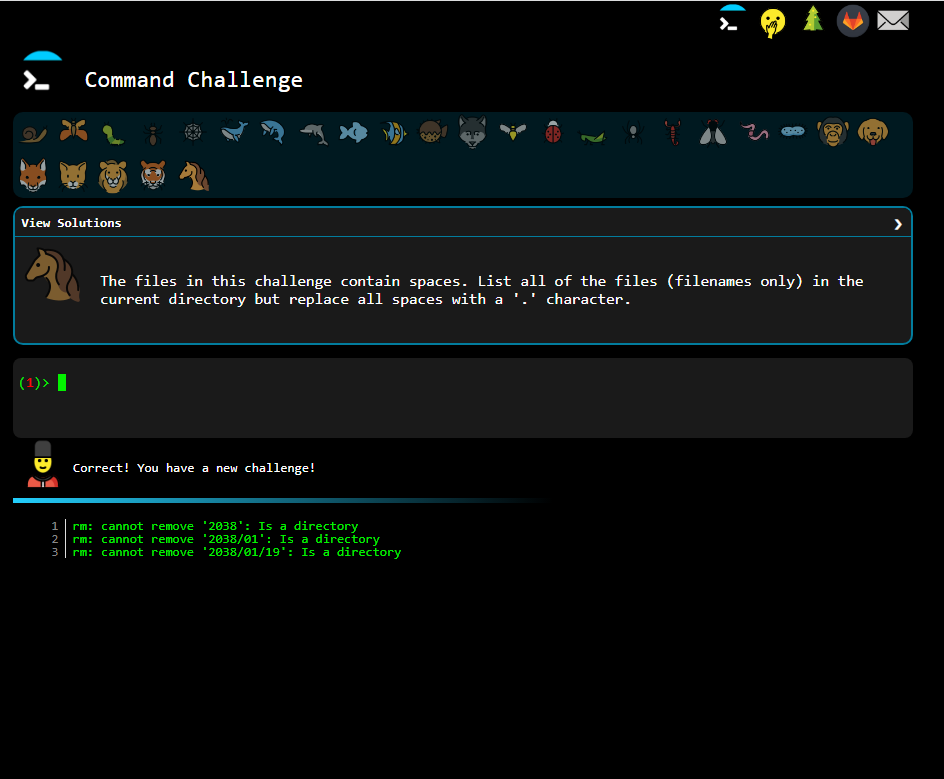 Command Challenge
View Solutions
The files in this challenge contain spaces. List all of the files (filenames only) in the
current directory but replace all spaces with a '.' character.
(1)>
Correct! You have a new challenge!
1 rm: cannot remove '2038': Is a directory
2 rm: cannot remove '2038/01': Is a directory
3 rm: cannot remove '2038/01/19': Is a directory